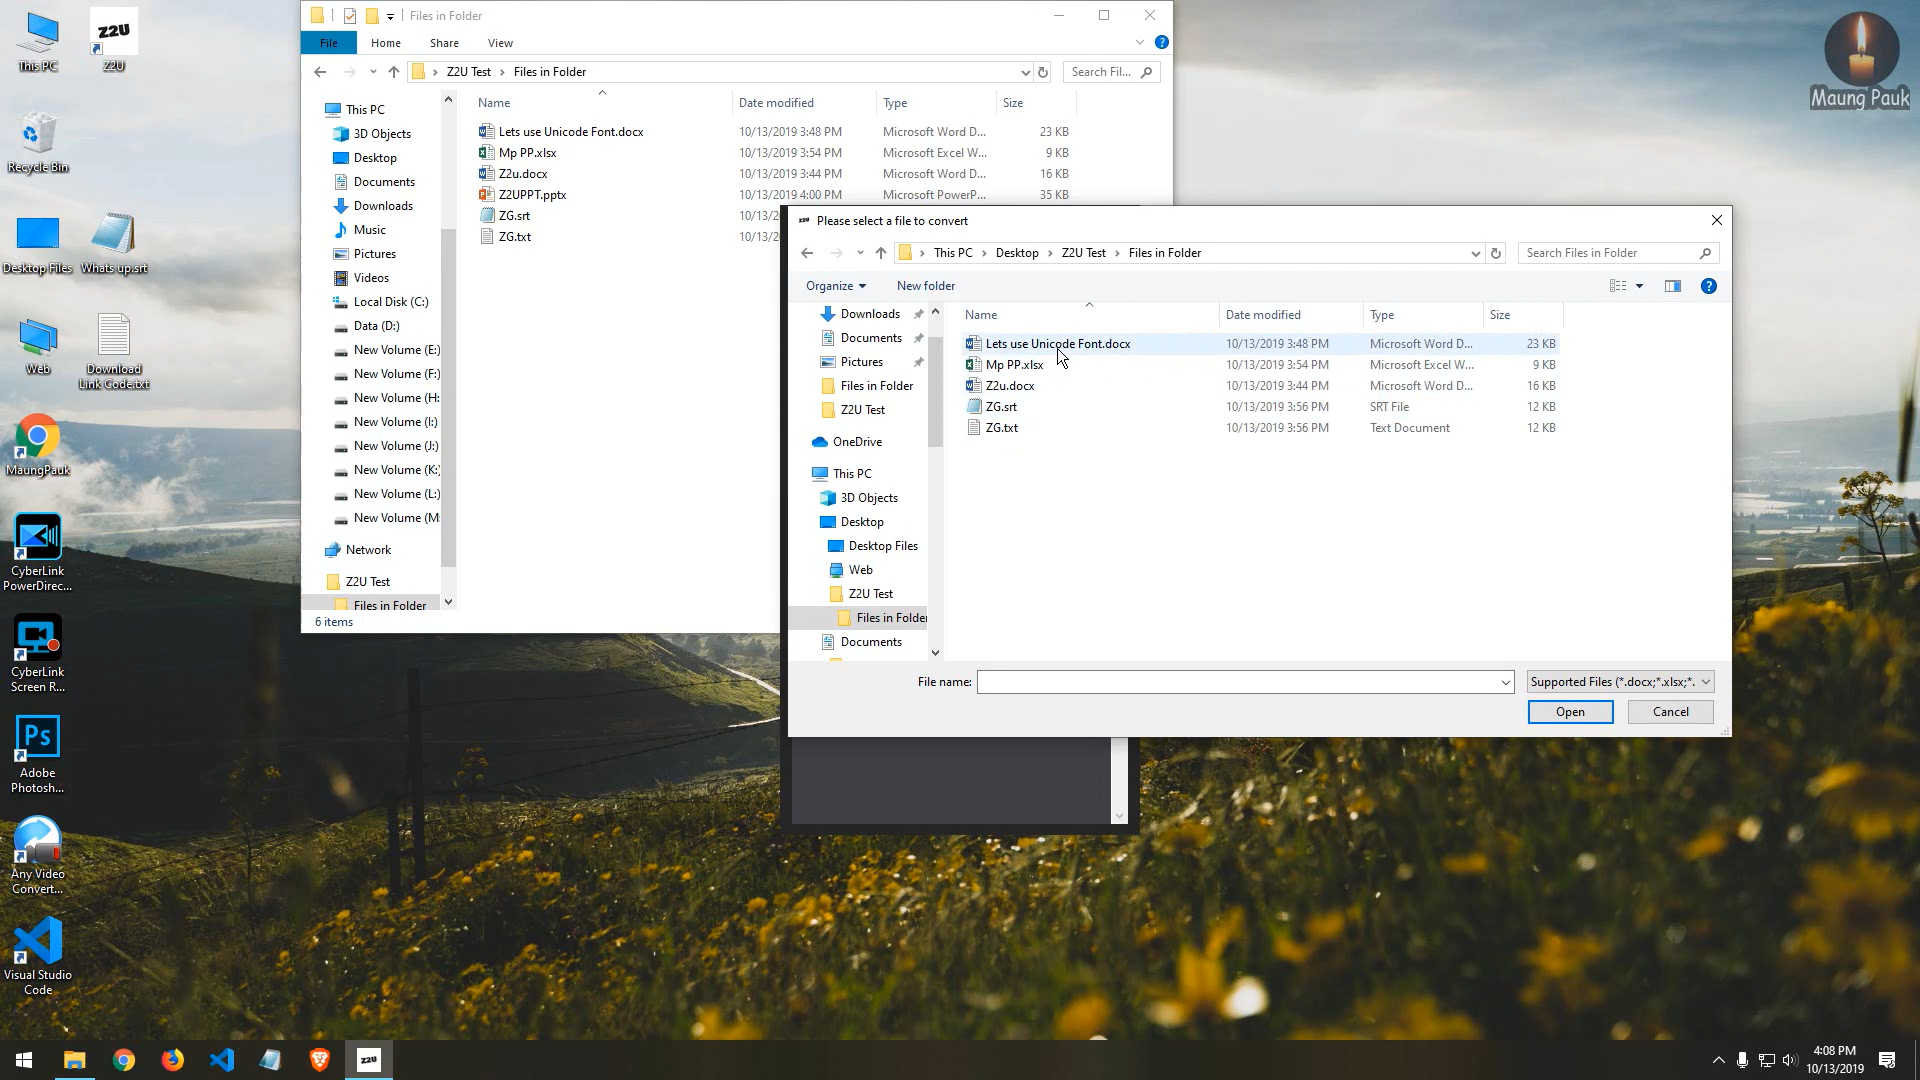 This PC
Z2U
Z2U
Recycle Bin
Desktop Files
Whats up.srt
Web
Download
Link Code.txt
MaungPauk
CyberLink
PowerDirec...
CyberLink
Screen R...
Ps
Adobe
Photosh...
Any Video
Convert...
Visual Studio
Code
Maung Pauk
Files in Folder
File
Home
Share
View
Z2U Test
Files in Folder
Search Fil...
This PC
3D Objects
Desktop
Documents
Downloads
Music
Pictures
Videos
Local Disk (C:)
Data (D:)
New Volume (E:)
New Volume (F:)
New Volume (H:
New Volume (I:)
New Volume (J:)
New Volume (K:)
New Volume (L:)
New Volume (M
Network
Z2U Test
Files in Folder
6 items
Name Date modified Type Size
Lets use Unicode Font.docx 10/13/2019 3:48 PM Microsoft Word D... 23 KB
Mp PP.xlsx 10/13/2019 3:54 PM Microsoft Excel W... 9 KB
Z2u.docx 10/13/2019 3:44 PM Microsoft Word D... 16 KB
Z2UPPT.pptx 10/13/2019 4:00 PM Microsoft PowerP... 35 KB
ZG.srt 10/13/2
ZG.txt 10/13/2
Z2U Please select a file to convert
This PC Desktop Z2U Test Files in Folder
Search Files in Folder
Organize
New folder
Downloads
Documents
Pictures
Files in Folder
Z2U Test
OneDrive
This PC
3D Objects
Desktop
Desktop Files
Web
Z2U Test
Files in Folder
Documents
Name Date modified Type Size
Lets use Unicode Font.docx 10/13/2019 3:48 PM Microsoft Word D... 23 KB
Mp PP.xlsx 10/13/2019 3:54 PM Microsoft Excel W... 9 KB
Z2u.docx 10/13/2019 3:44 PM Microsoft Word D... 16 KB
ZG.srt 10/13/2019 3:56 PM SRT File 12 KB
ZG.txt 10/13/2019 3:56 PM Text Document 12 KB
File name:
Supported Files (*.docx;*.xlsx;*.
Open
Cancel
Z2U
4:08 PM
10/13/2019